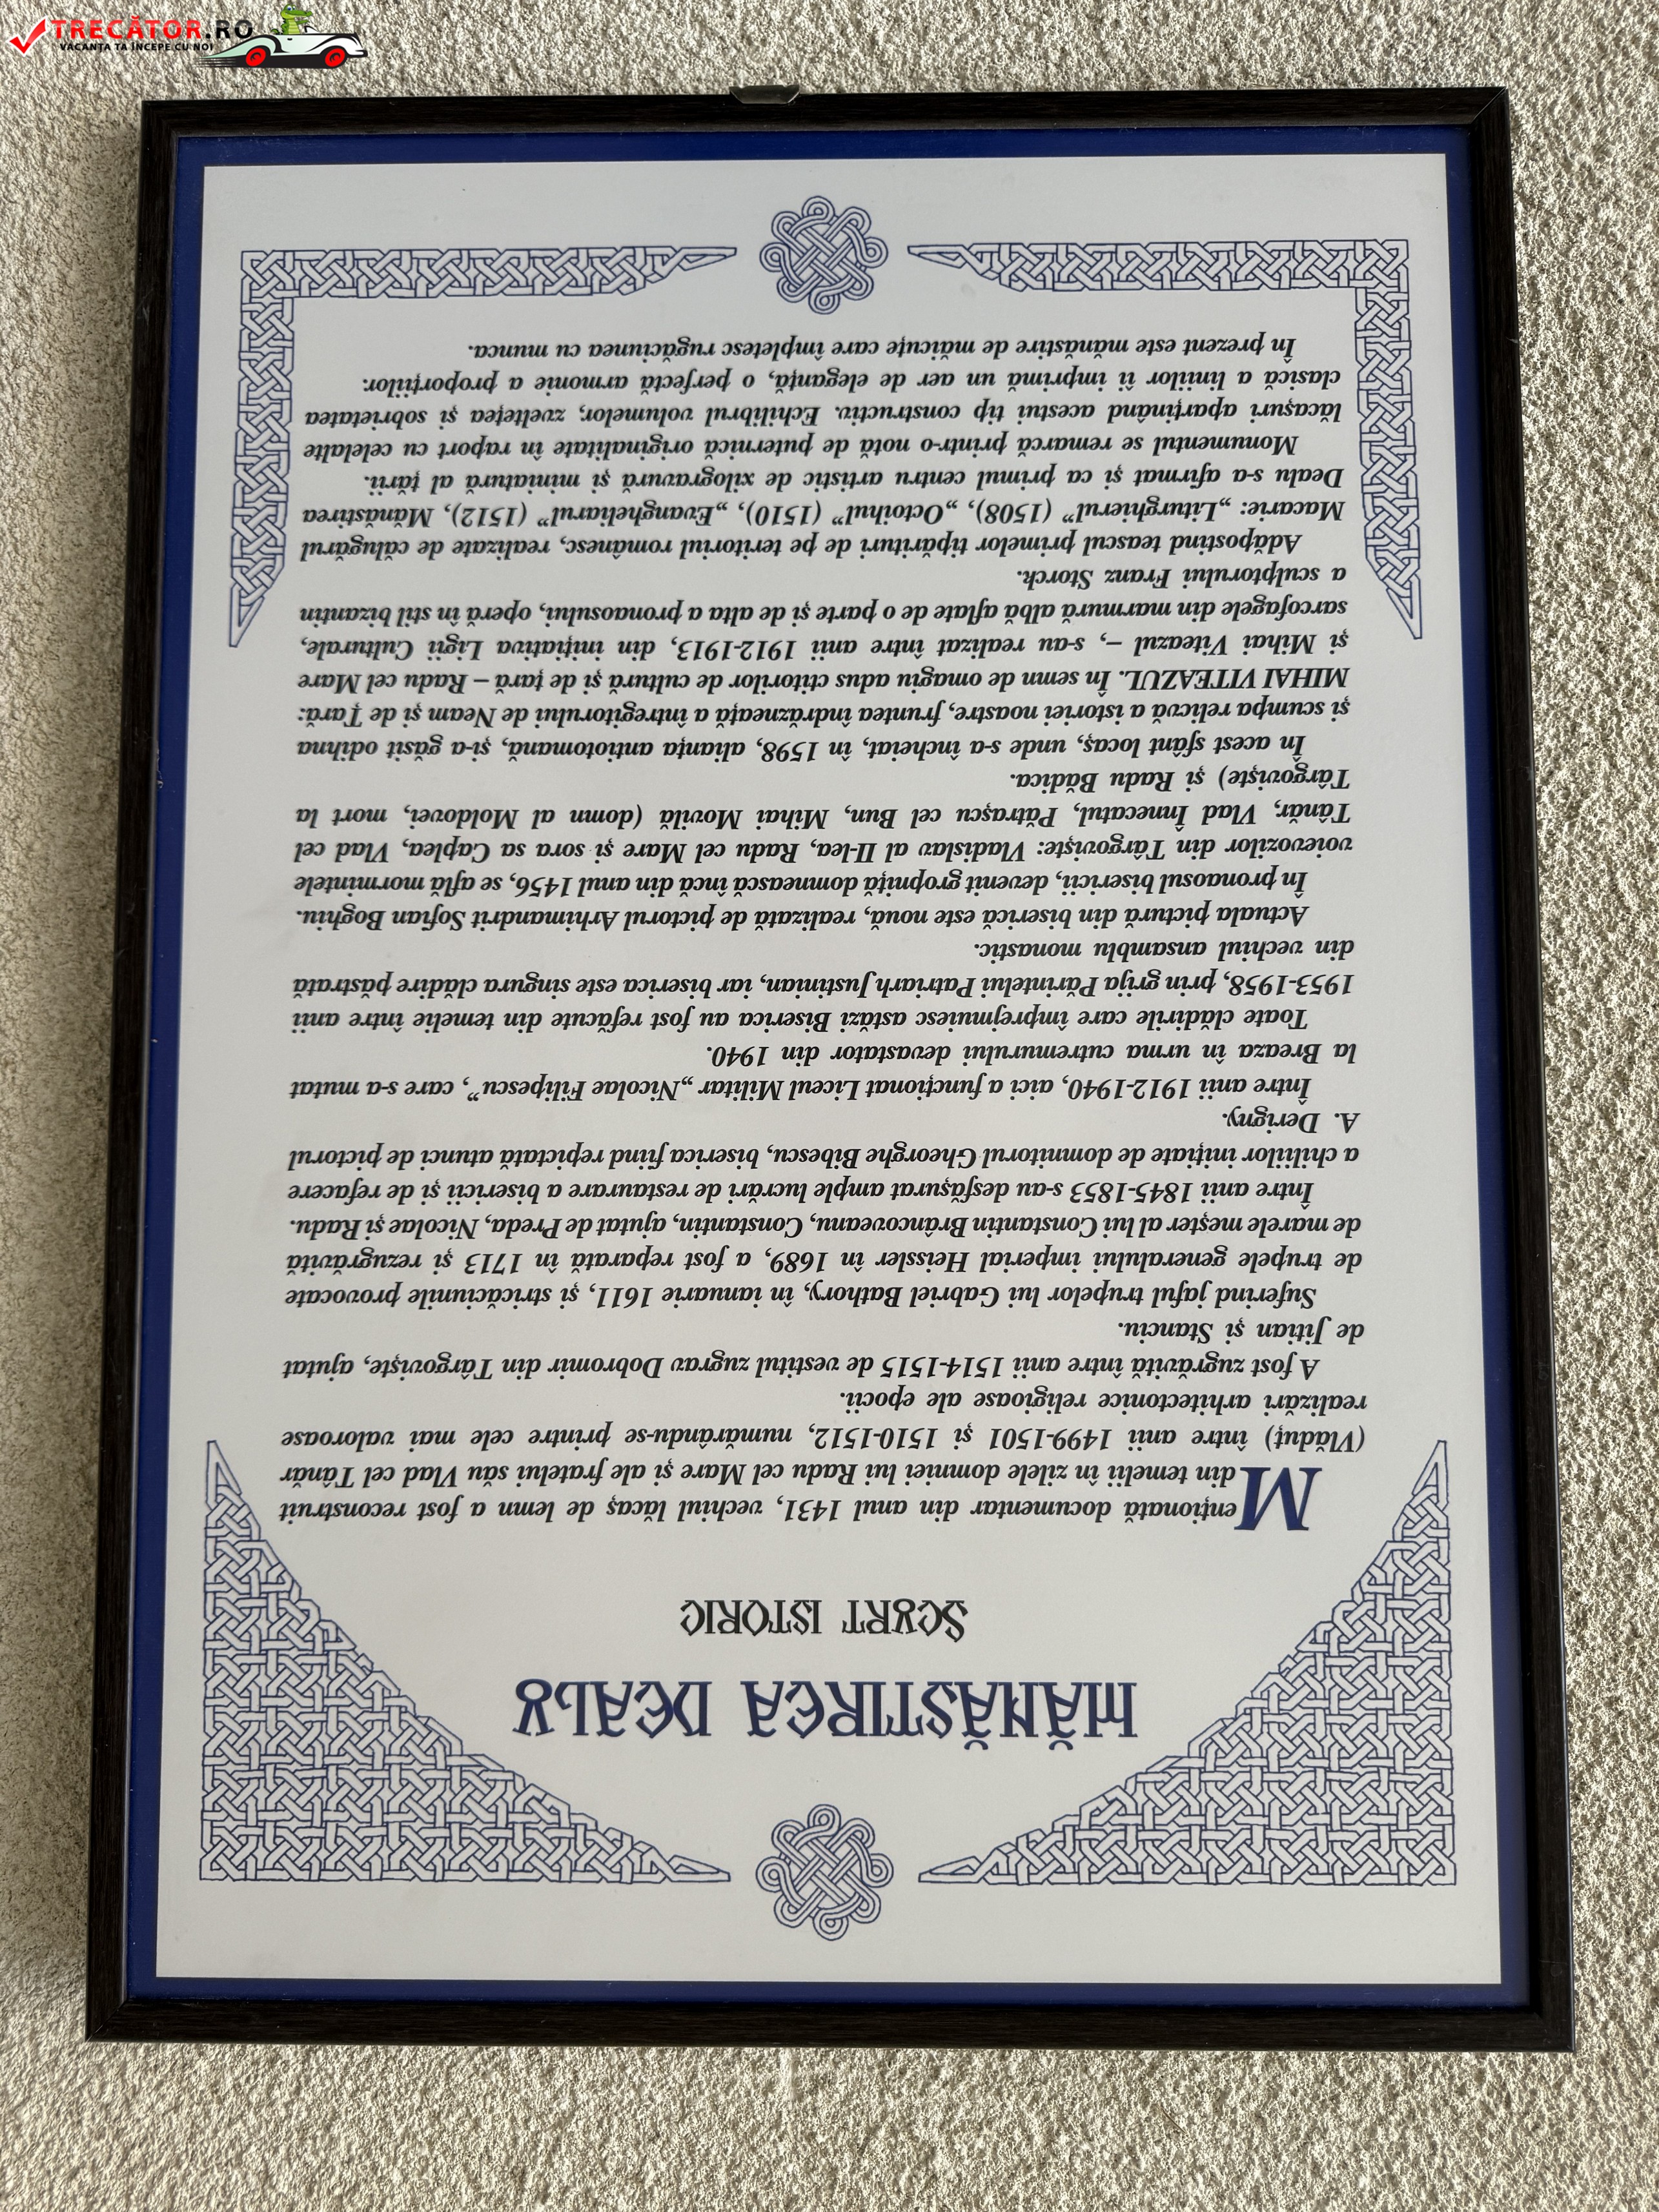 TRECĂTOR.RO
VACANȚA TA ÎNCEPE CU NOI
MĂNĂSTIREA DEALU
SCURT ISTORIC
Menționată documentar din anul 1431, vechiul lăcaș de lemn a fost reconstruit
din temelii în zilele domniei lui Radu cel Mare și ale fratelui său Vlad cel Tânăr
(Vlăduț) între anii 1499-1501 și 1510-1512, numărându-se printre cele mai valoroase
realizări arhitectonice religioase ale epocii.
A fost zugrăvită între anii 1514-1515 de vestitul zugrav Dobromir din Târgoviște, ajutat
de Jitian și Stanciu.
Suferind jaful trupelor lui Gabriel Bathory, în ianuarie 1611, și stricăciunile provocate
de trupele generalului imperial Heissler în 1689, a fost reparată în 1713 și rezugrăvită
de marele meșter al lui Constantin Brâncoveanu, Constantin, ajutat de Preda, Nicolae și Radu.
Între anii 1845-1853 s-au desfășurat ample lucrări de restaurare a bisericii și de refacere
a chiliilor inițiate de domnitorul Gheorghe Bibescu, biserica fiind repictată atunci de pictorul
A. Derigny.
Între anii 1912-1940, aici a funcționat Liceul Militar „Nicolae Filipescu”, care s-a mutat
la Breaza în urma cutremurului devastator din 1940.
Toate clădirile care împrejmuiesc astăzi Biserica au fost refăcute din temelie între anii
1953-1958, prin grija Părintelui Patriarh Justinian, iar biserica este singura clădire păstrată
din vechiul ansamblu monastic.
Actuala pictură din biserică este nouă, realizată de pictorul Arhimandrit Sofian Boghiu.
În pronaosul bisericii, devenit gropniță domnească încă din anul 1456, se află mormintele
voievozilor din Târgoviște: Vladislav al II-lea, Radu cel Mare și sora sa Caplea, Vlad cel
Tânăr, Vlad Înnecatul, Pătrașcu cel Bun, Mihai Movilă (domn al Moldovei, mort la
Târgoviște) și Radu Bădica.
În acest sfânt locaș, unde s-a încheiat, în 1598, alianța antiotomană, și-a găsit odihna
și scumpa relicvă a istoriei noastre, fruntea îndrăzneață a întregitorului de Neam și de Țară:
MIHAI VITEAZUL. În semn de omagiu adus ctitorilor de cultură și de țară – Radu cel Mare
și Mihai Viteazul –, s-au realizat între anii 1912-1913, din inițiativa Ligii Culturale,
sarcofagele din marmură albă aflate de o parte și de alta a pronaosului, operă în stil bizantin
a sculptorului Franz Storck.
Adăpostind teascul primelor tipărituri de pe teritoriul românesc, realizate de călugărul
Macarie: „Liturghierul” (1508), „Octoihul” (1510), „Evangheliarul” (1512), Mănăstirea
Dealu s-a afirmat și ca primul centru artistic de xilogravură și miniatură al țării.
Monumentul se remarcă printr-o notă de puternică originalitate în raport cu celelalte
lăcașuri aparținând acestui tip constructiv. Echilibrul volumelor, zveltețea și sobrietatea
clasică a liniilor îi imprimă un aer de eleganță, o perfectă armonie a proporțiilor.
În prezent este mănăstire de măicuțe care împletesc rugăciunea cu munca.